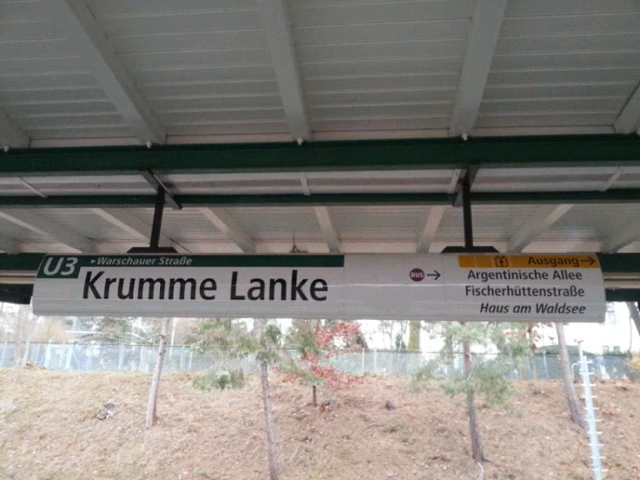 U3 ▸Warschauer Straße
Krumme Lanke
BUS →
Ausgang →
Argentinische Allee
Fischerhüttenstraße
Haus am Waldsee